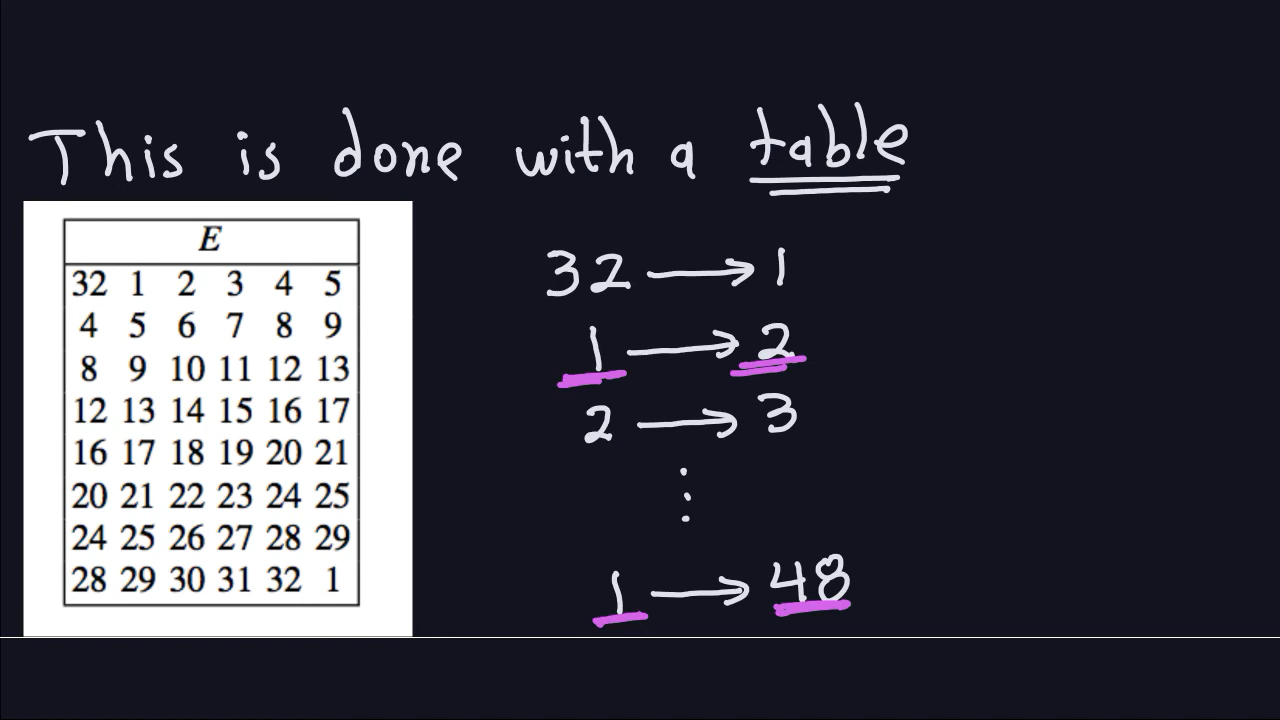 This is done with a table
E
32 1 2 3 4 5
4 5 6 7 8 9
8 9 10 11 12 13
12 13 14 15 16 17
16 17 18 19 20 21
20 21 22 23 24 25
24 25 26 27 28 29
28 29 30 31 32 1
32 → 1
1 → 2
2 → 3
⋮
1 → 48